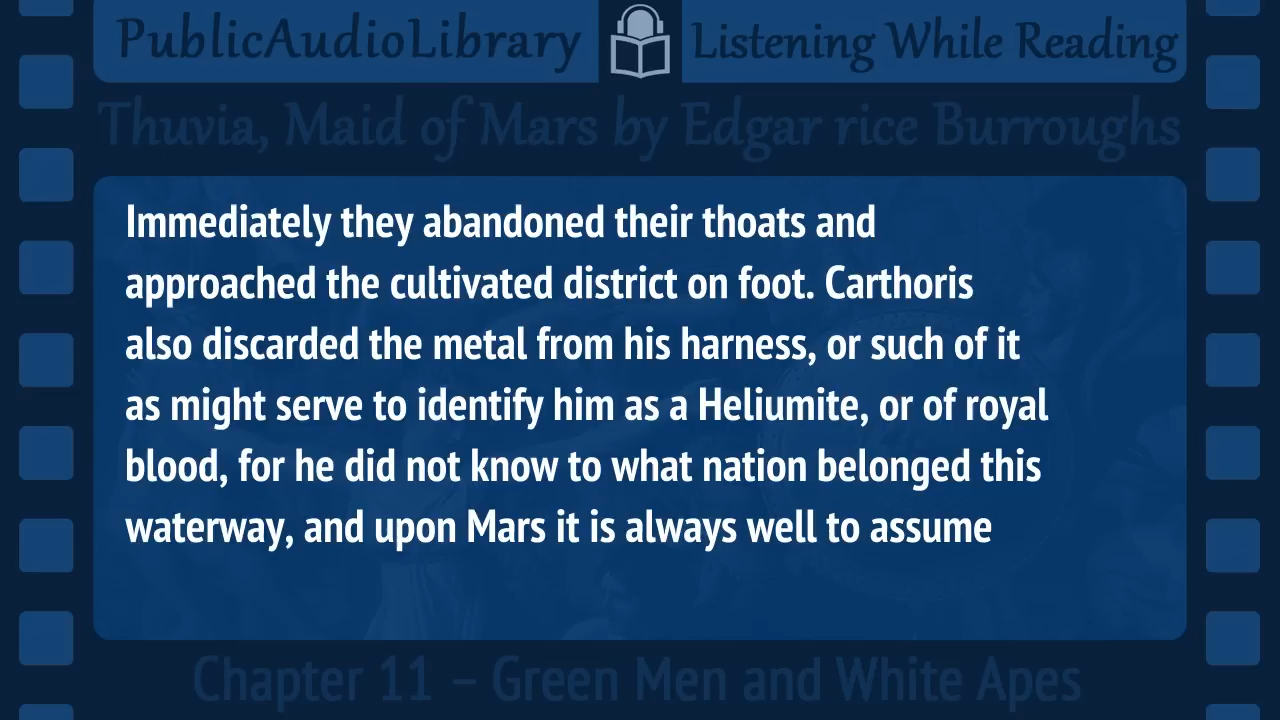 PublicAudioLibrary Listening While Reading
Thuvia, Maid of Mars by Edgar rice Burroughs
Immediately they abandoned their thoats and
approached the cultivated district on foot. Carthoris
also discarded the metal from his harness, or such of it
as might serve to identify him as a Heliumite, or of royal
blood, for he did not know to what nation belonged this
waterway, and upon Mars it is always well to assume
Chapter 11 – Green Men and White Apes